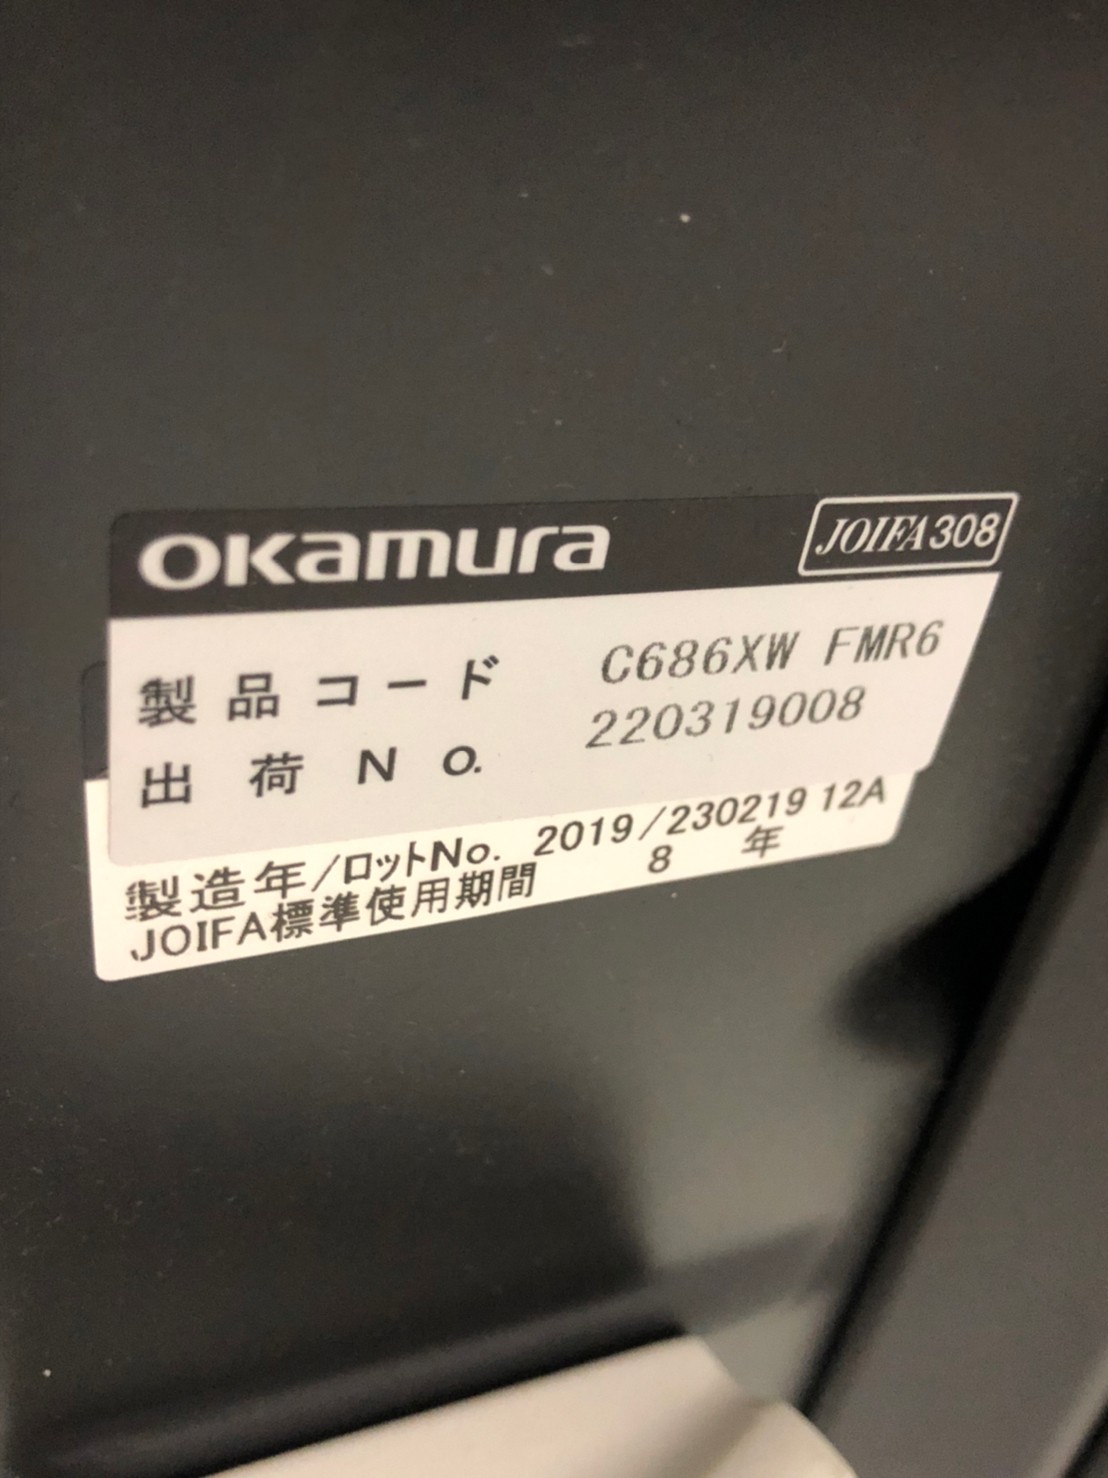 okamura
JOIFA308
製品コード C686XW FMR6
出荷No. 220319008
製造年/ロットNo. 2019/230219 12A
JOIFA標準使用期間 8 年